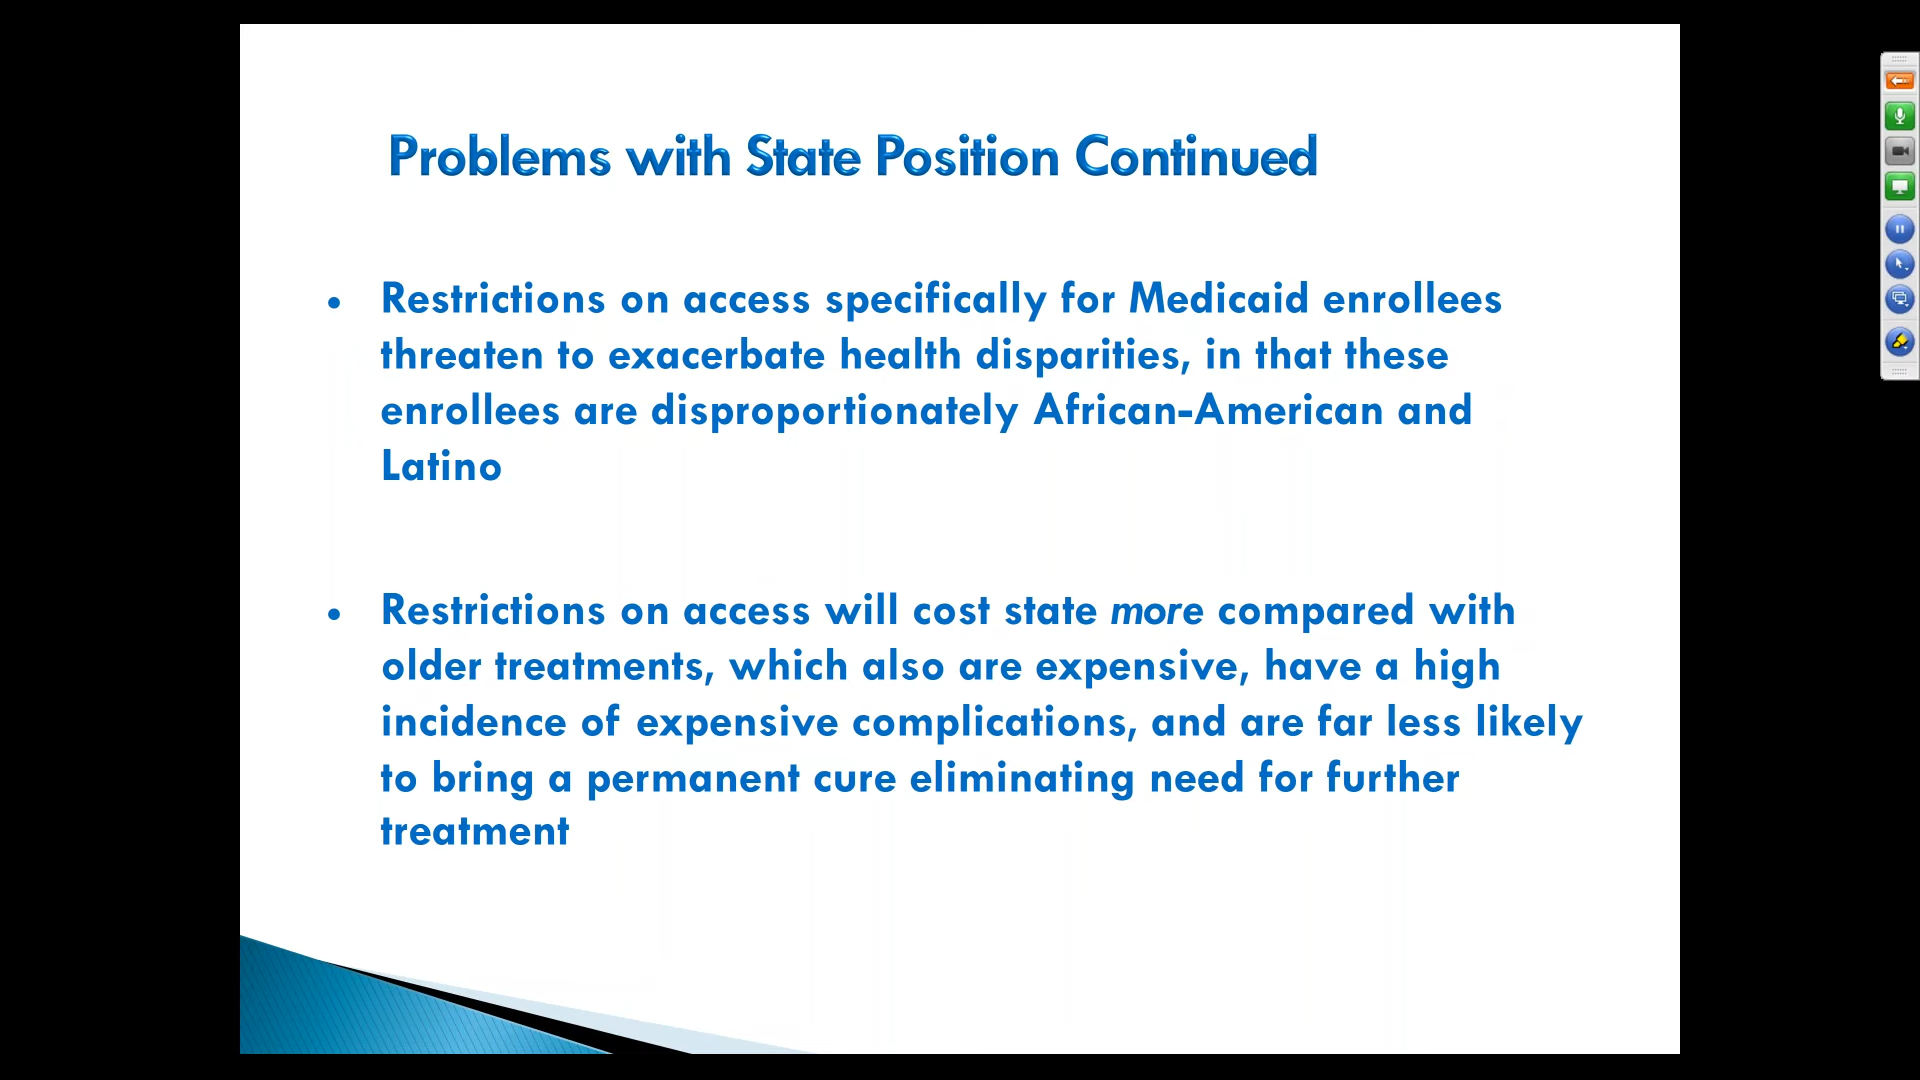 Problems with State Position Continued
• Restrictions on access specifically for Medicaid enrollees
threaten to exacerbate health disparities, in that these
enrollees are disproportionately African-American and
Latino
• Restrictions on access will cost state more compared with
older treatments, which also are expensive, have a high
incidence of expensive complications, and are far less likely
to bring a permanent cure eliminating need for further
treatment